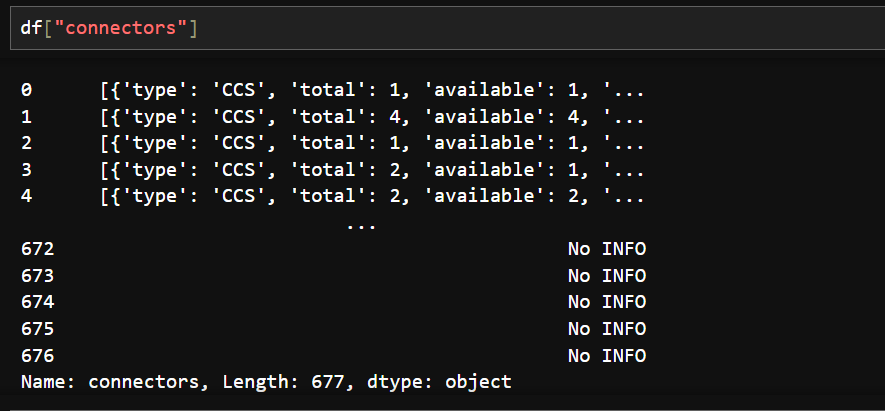 df["connectors"]
0      [{'type': 'CCS', 'total': 1, 'available': 1, '...
1      [{'type': 'CCS', 'total': 4, 'available': 4, '...
2      [{'type': 'CCS', 'total': 1, 'available': 1, '...
3      [{'type': 'CCS', 'total': 2, 'available': 1, '...
4      [{'type': 'CCS', 'total': 2, 'available': 2, '...
...
672    No INFO
673    No INFO
674    No INFO
675    No INFO
676    No INFO
Name: connectors, Length: 677, dtype: object